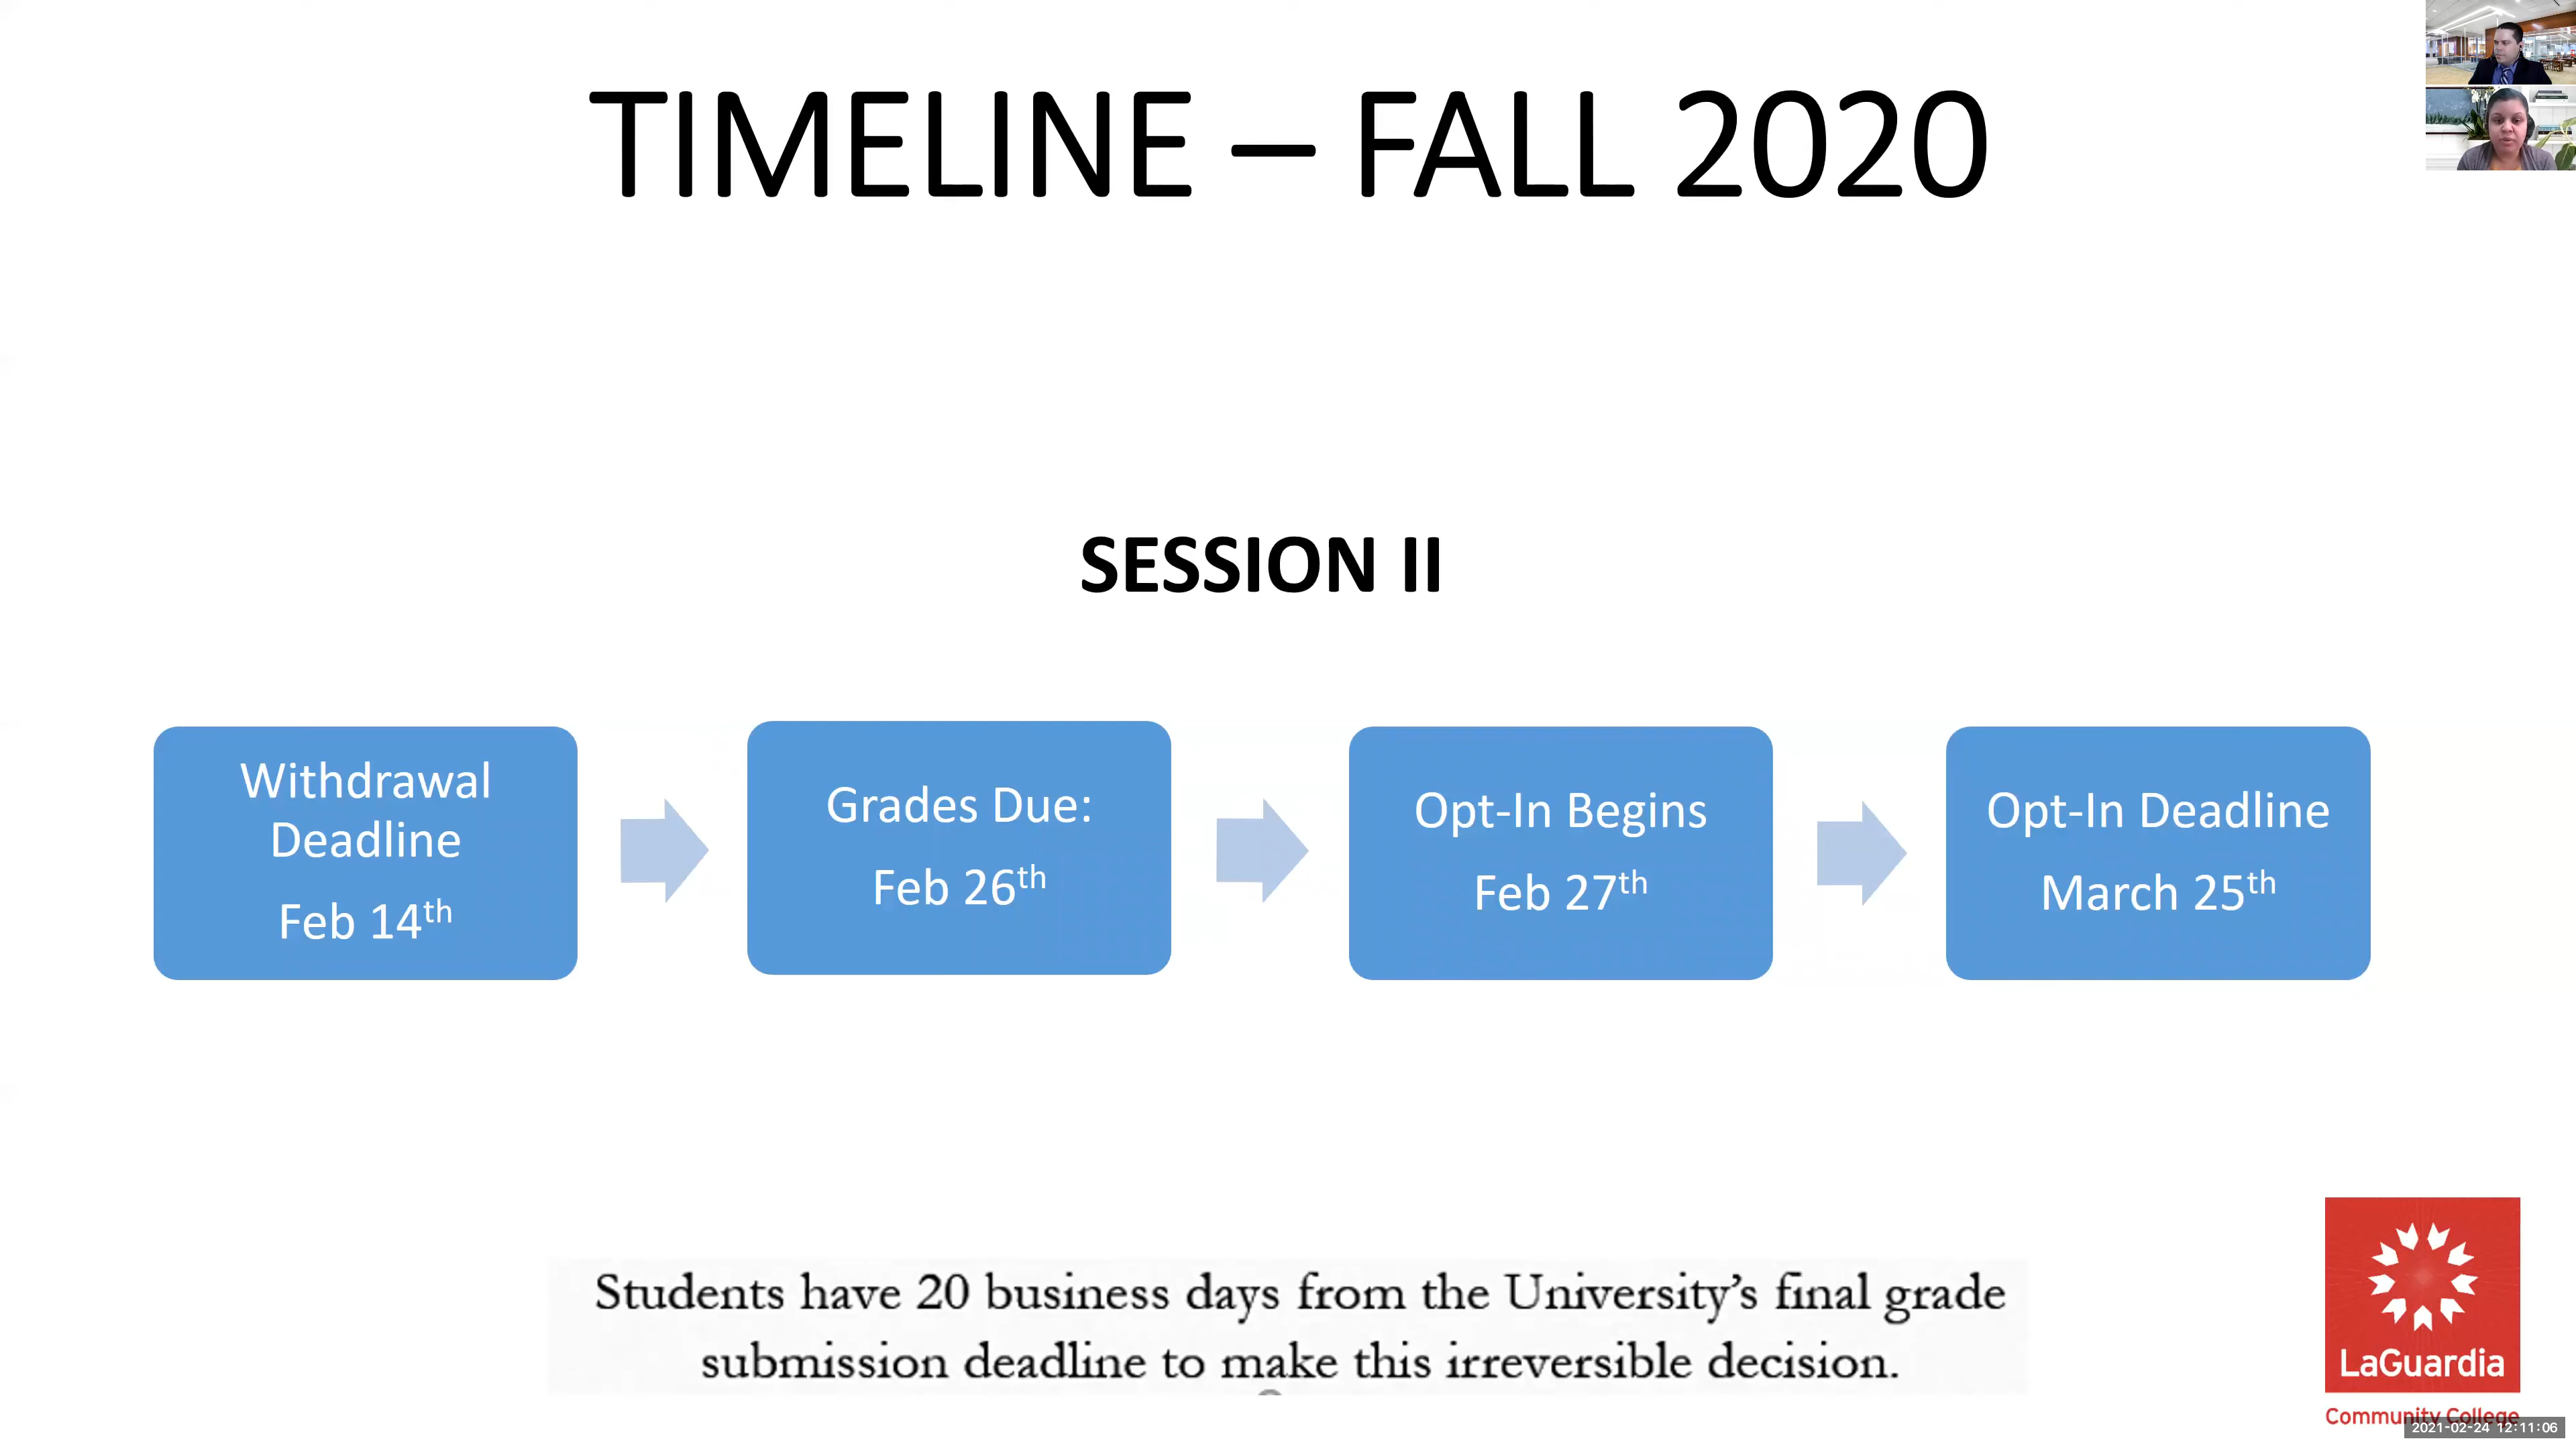 TIMELINE – FALL 2020
SESSION II
Withdrawal
Deadline
Feb 14th
Grades Due:
Feb 26th
Opt-In Begins
Feb 27th
Opt-In Deadline
March 25th
Students have 20 business days from the University’s final grade
submission deadline to make this irreversible decision.
LaGuardia
Community College
2021-02-24 12:11:06